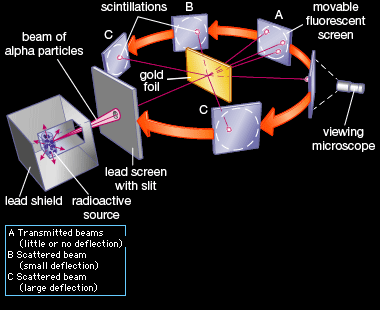 scintillations
B
A
movable
fluorescent
screen
C
beam of
alpha particles
gold
foil
C
viewing
microscope
lead screen
with slit
lead shield
radioactive
source
A Transmitted beams
(little or no deflection)
B Scattered beam
(small deflection)
C Scattered beam
(large deflection)